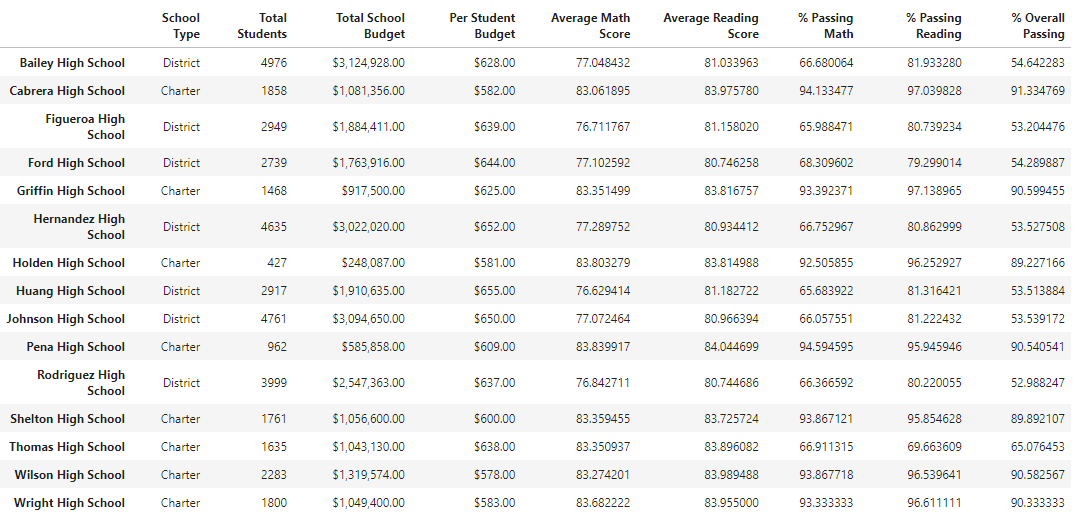 School Type Total Students Total School Budget Per Student Budget Average Math Score Average Reading Score % Passing Math % Passing Reading % Overall Passing
Bailey High School District 4976 $3,124,928.00 $628.00 77.048432 81.033963 66.680064 81.933280 54.642283
Cabrera High School Charter 1858 $1,081,356.00 $582.00 83.061895 83.975780 94.133477 97.039828 91.334769
Figueroa High School District 2949 $1,884,411.00 $639.00 76.711767 81.158020 65.988471 80.739234 53.204476
Ford High School District 2739 $1,763,916.00 $644.00 77.102592 80.746258 68.309602 79.299014 54.289887
Griffin High School Charter 1468 $917,500.00 $625.00 83.351499 83.816757 93.392371 97.138965 90.599455
Hernandez High School District 4635 $3,022,020.00 $652.00 77.289752 80.934412 66.752967 80.862999 53.527508
Holden High School Charter 427 $248,087.00 $581.00 83.803279 83.814988 92.505855 96.252927 89.227166
Huang High School District 2917 $1,910,635.00 $655.00 76.629414 81.182722 65.683922 81.316421 53.513884
Johnson High School District 4761 $3,094,650.00 $650.00 77.072464 80.966394 66.057551 81.222432 53.539172
Pena High School Charter 962 $585,858.00 $609.00 83.839917 84.044699 94.594595 95.945946 90.540541
Rodriguez High School District 3999 $2,547,363.00 $637.00 76.842711 80.744686 66.366592 80.220055 52.988247
Shelton High School Charter 1761 $1,056,600.00 $600.00 83.359455 83.725724 93.867121 95.854628 89.892107
Thomas High School Charter 1635 $1,043,130.00 $638.00 83.350937 83.896082 66.911315 69.663609 65.076453
Wilson High School Charter 2283 $1,319,574.00 $578.00 83.274201 83.989488 93.867718 96.539641 90.582567
Wright High School Charter 1800 $1,049,400.00 $583.00 83.682222 83.955000 93.333333 96.611111 90.333333